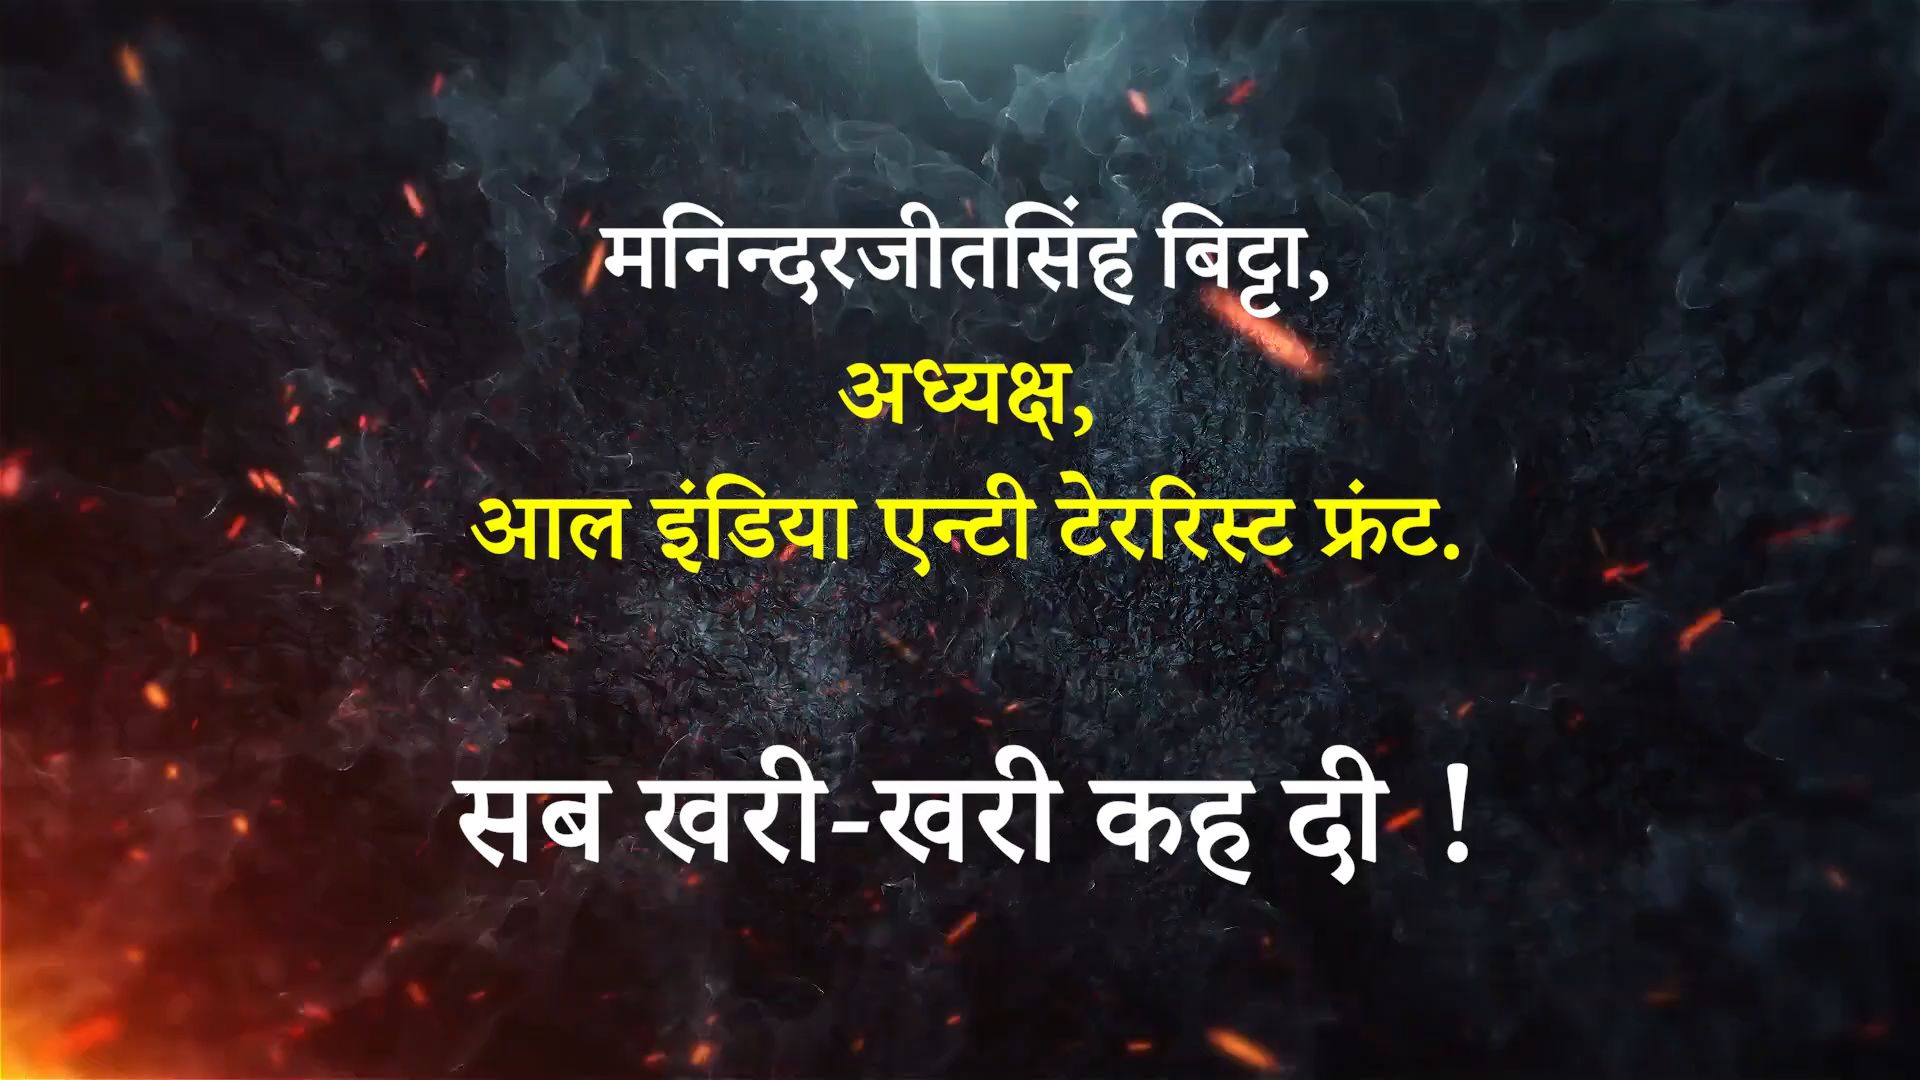 मनिन्दरजीतसिंह बिट्टा,
अध्यक्ष,
आल इंडिया एन्टी टेररिस्ट फ्रंट.
सब खरी-खरी कह दी !